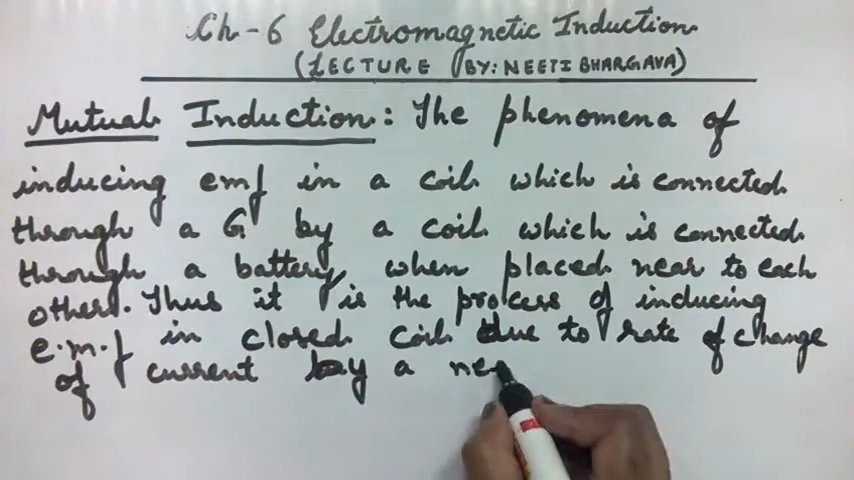 Ch-6 Electromagnetic Induction
(LECTURE BY: NEETI BHARGAVA)
Mutual Induction: The phenomena of
inducing emf in a coil which is connected
through a G by a coil which is connected
through a battery, when placed near to each
other. Thus it is the process of inducing
e.m.f in closed coil due to rate of change
of current by a ne